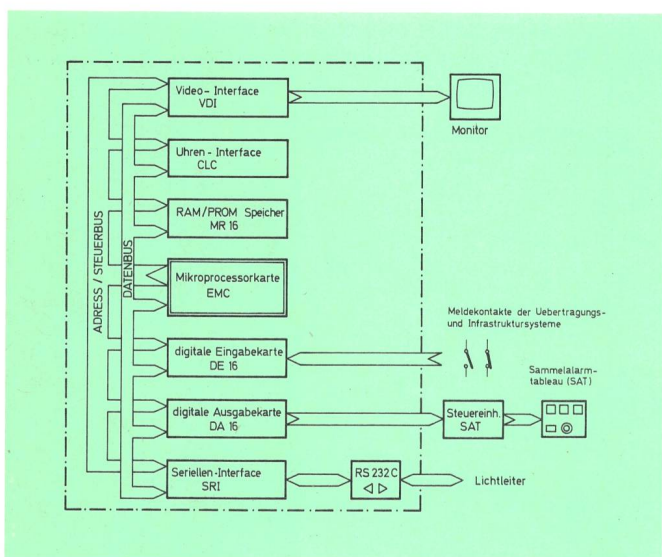 Video-Interface
VDI
Monitor
Uhren-Interface
CLC
RAM/PROM Speicher
MR 16
ADRESS / STEUERBUS
DATENBUS
Mikroprocessorkarte
EMC
Meldekontakte der Uebertragungs-
und Infrastruktursysteme
digitale Eingabekarte
DE 16
Sammelalarm-
tableau (SAT)
digitale Ausgabekarte
DA 16
Steuereinh.
SAT
Seriellen-Interface
SRI
RS 232 C
Lichtleiter